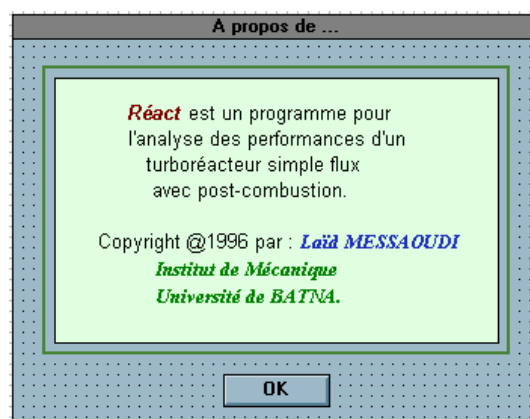 A propos de ...
Réact est un programme pour
l'analyse des performances d'un
turboréacteur simple flux
avec post-combustion.
Copyright @1996 par : Laïd MESSAOUDI
Institut de Mécanique
Université de BATNA.
OK